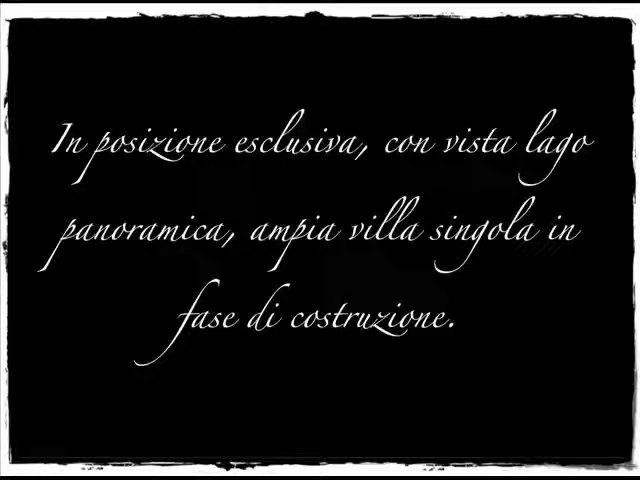 In posizione esclusiva, con vista lago
panoramica, ampia villa singola in
fase di costruzione.